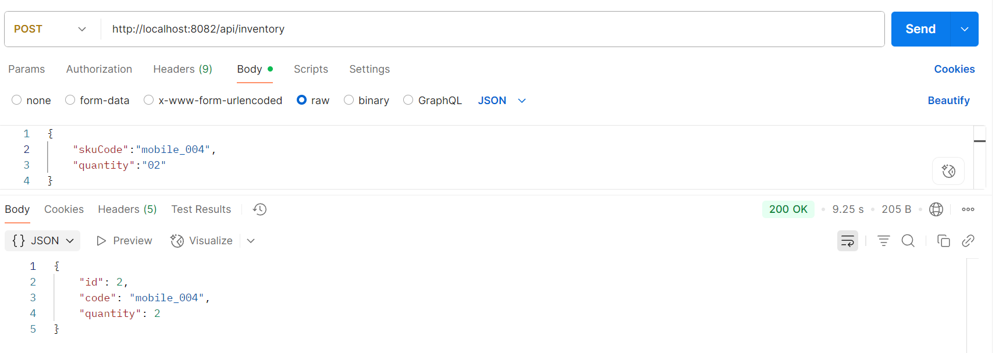 POST http://localhost:8082/api/inventory Send
Params Authorization Headers (9) Body Scripts Settings Cookies
none form-data x-www-form-urlencoded raw binary GraphQL JSON Beautify
1 {
2 "skuCode":"mobile_004",
3 "quantity":"02"
4 }
Body Cookies Headers (5) Test Results 200 OK • 9.25 s • 205 B •
{} JSON Preview Visualize
1 {
2 "id": 2,
3 "code": "mobile_004",
4 "quantity": 2
5 }